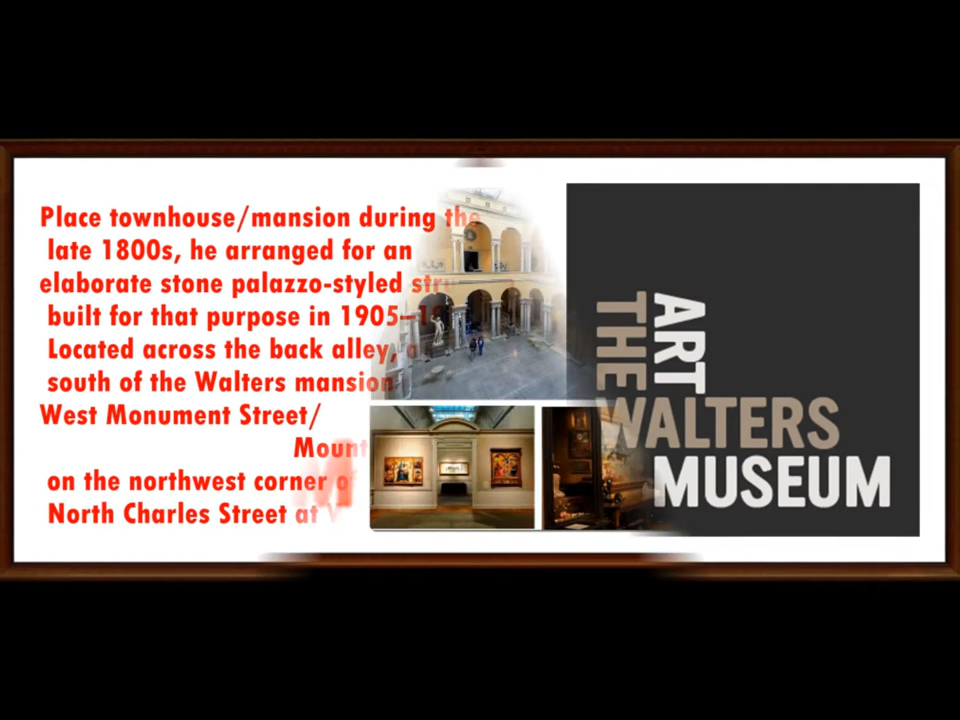 Place townhouse/mansion during the
late 1800s, he arranged for an
elaborate stone palazzo-styled
built for that purpose in 1905–
Located across the back alley,
south of the Walters mansion
West Monument Street/
Mount
on the northwest corner of
North Charles Street at
THE
ART
WALTERS
MUSEUM